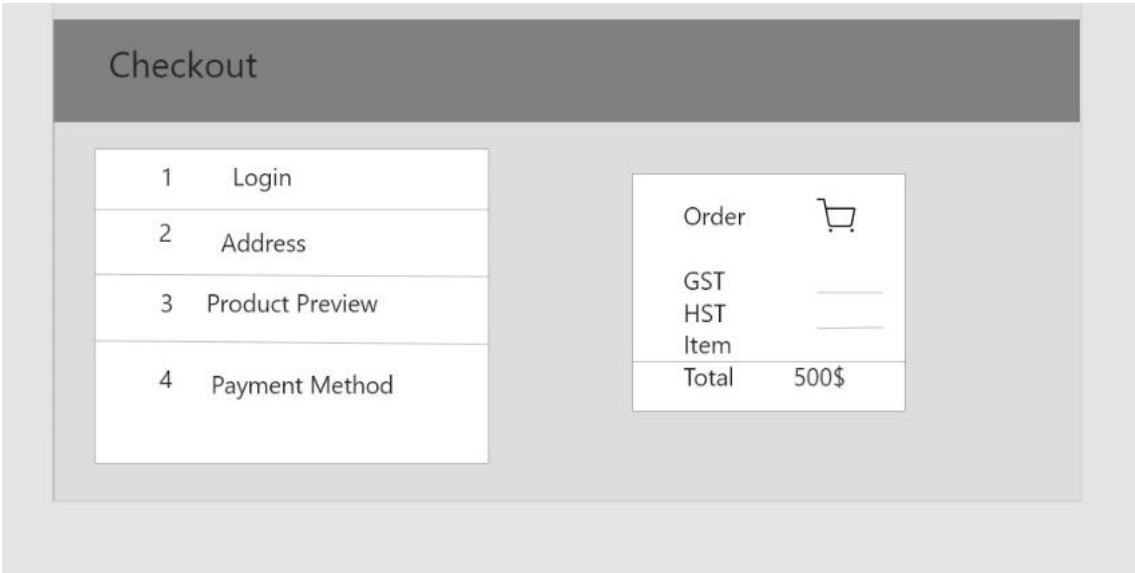 Checkout
1 Login
2 Address
3 Product Preview
4 Payment Method
Order
GST
HST
Item
Total 500$